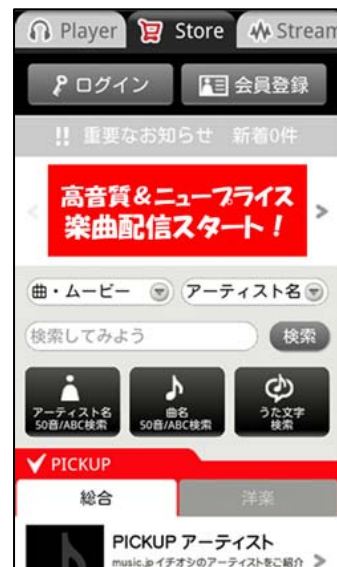 Player
Store
Stream
ログイン
会員登録
!! 重要なお知らせ 新着0件
高音質&ニュープライス
楽曲配信スタート!
曲・ムービー
アーティスト名
検索してみよう
検索
アーティスト名
50音/ABC検索
曲名
50音/ABC検索
うた文字
検索
PICKUP
総合
洋楽
PICKUP アーティスト
music.jpイチオシのアーティストをご紹介